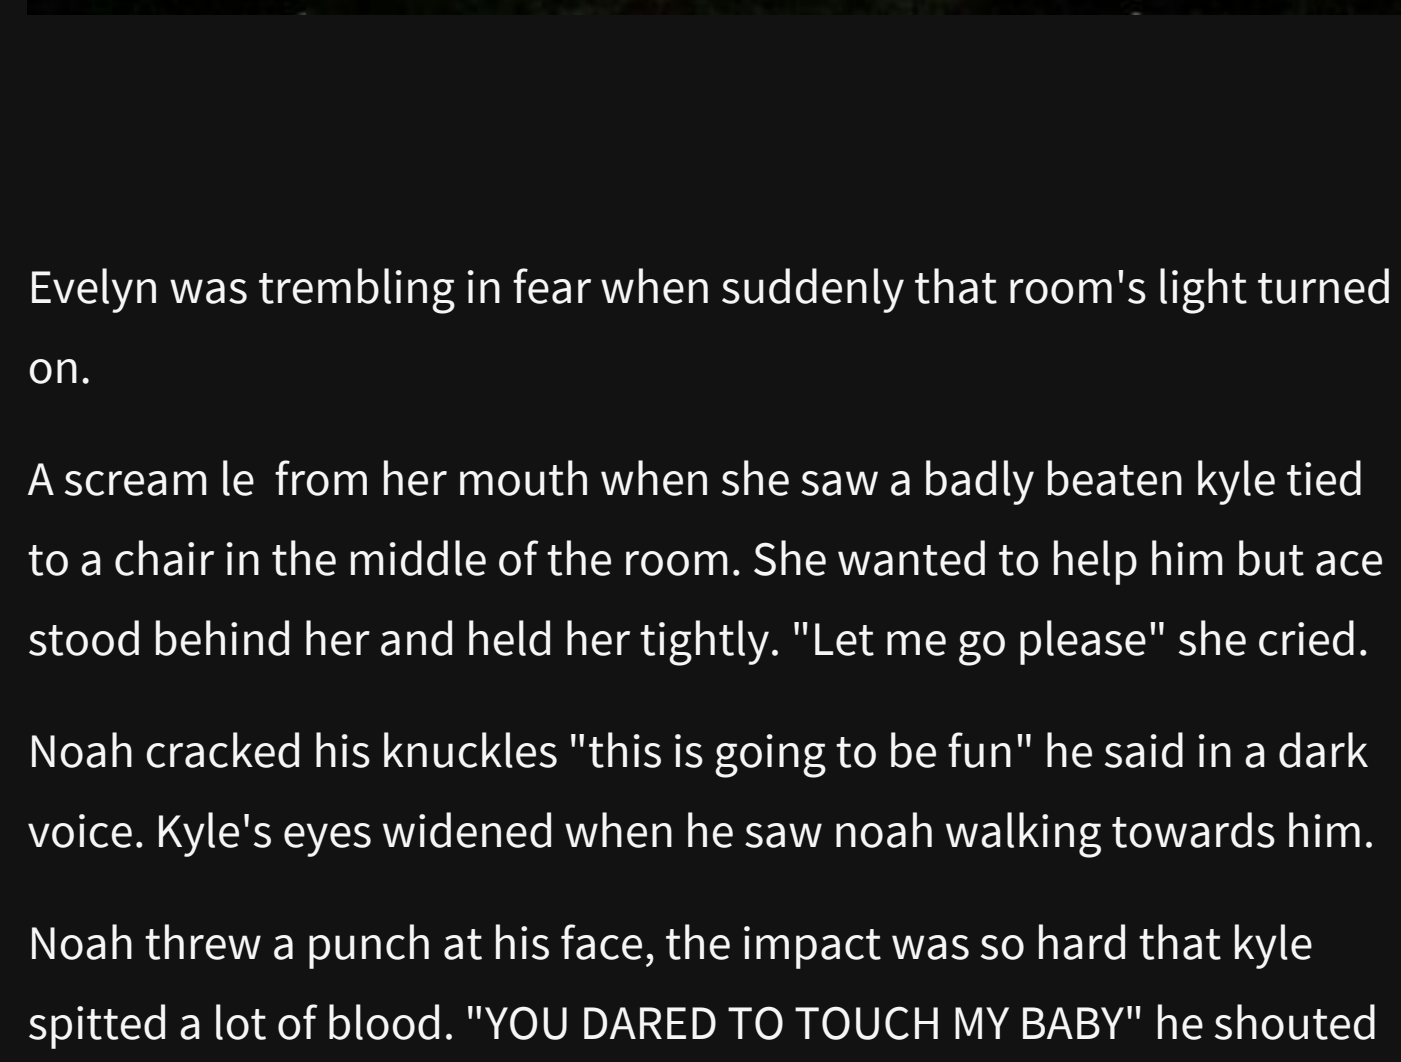 Evelyn was trembling in fear when suddenly that room's light turned
on.
A scream le  from her mouth when she saw a badly beaten kyle tied
to a chair in the middle of the room. She wanted to help him but ace
stood behind her and held her tightly. "Let me go please" she cried.
Noah cracked his knuckles "this is going to be fun" he said in a dark
voice. Kyle's eyes widened when he saw noah walking towards him.
Noah threw a punch at his face, the impact was so hard that kyle
spitted a lot of blood. "YOU DARED TO TOUCH MY BABY" he shouted